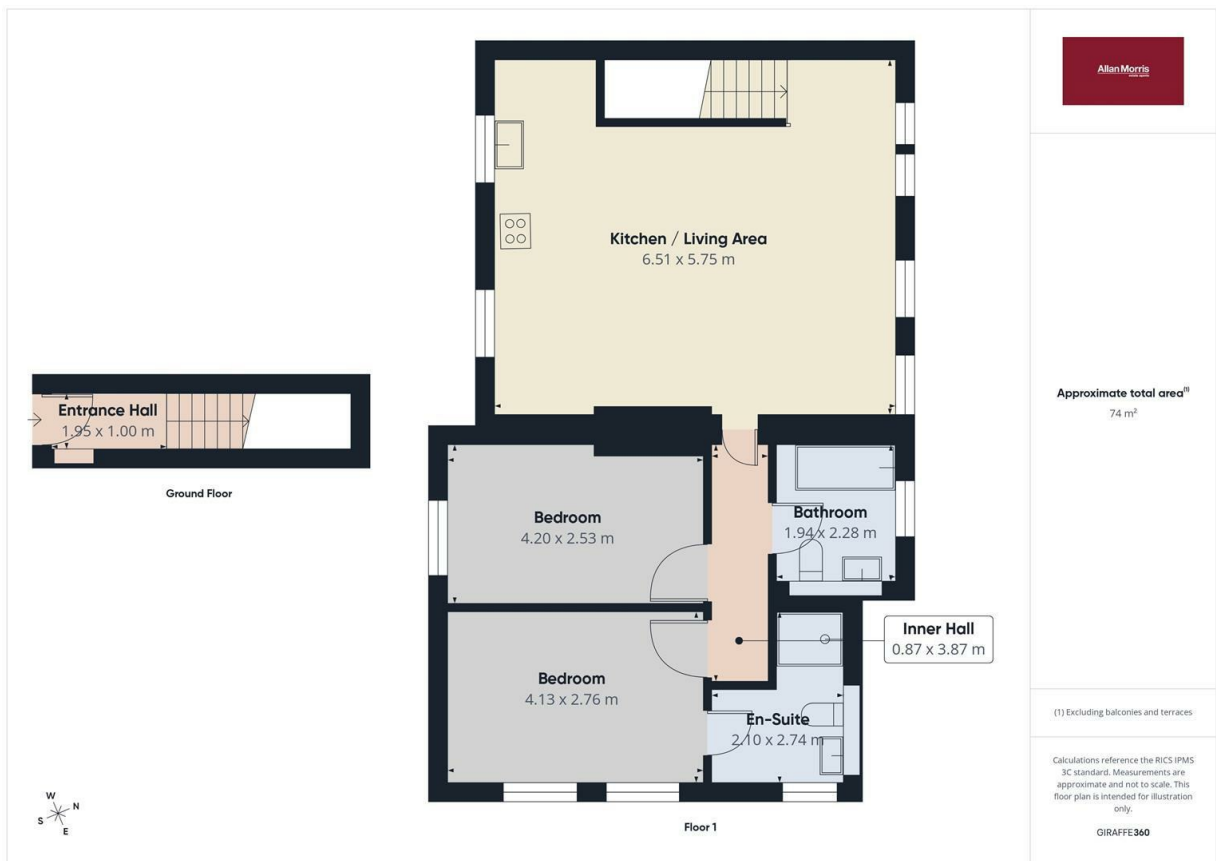 Kitchen / Living Area
6.51 x 5.75 m
Entrance Hall
1.95 x 1.00 m
Ground Floor
Bedroom
4.20 x 2.53 m
Bathroom
1.94 x 2.28 m
Inner Hall
0.87 x 3.87 m
Bedroom
4.13 x 2.76 m
En-Suite
2.10 x 2.74 m
Floor 1
W
N
S
E
Allan Morris
Approximate total area(1)
74 m²
(1) Excluding balconies and terraces
Calculations reference the RICS IPMS
3C standard. Measurements are
approximate and not to scale. This
floor plan is intended for illustration
only.
GIRAFFE360